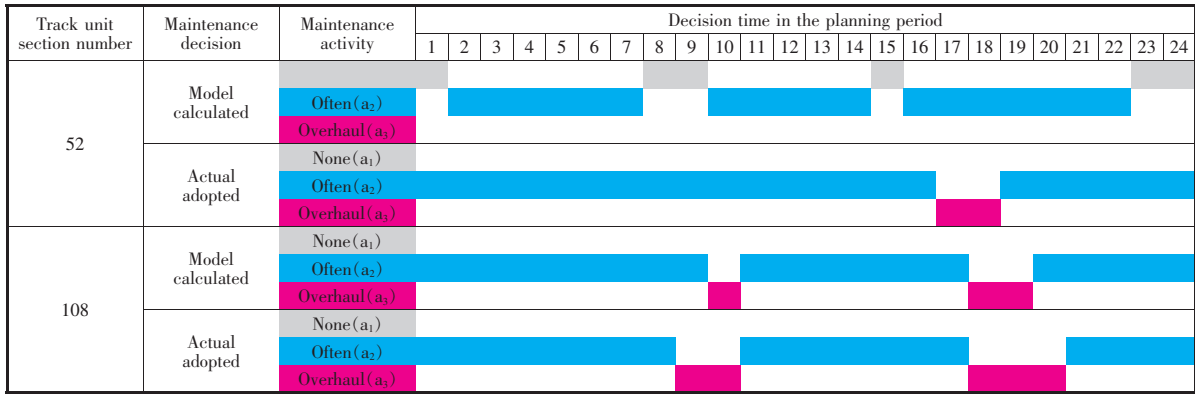 Track unit
section number
Maintenance
decision
Maintenance
activity
Decision time in the planning period
1 2 3 4 5 6 7 8 9 10 11 12 13 14 15 16 17 18 19 20 21 22 23 24
52
Model
calculated
Often(a₂)
Overhaul(a₃)
Actual
adopted
None(a₁)
Often(a₂)
Overhaul(a₃)
108
Model
calculated
None(a₁)
Often(a₂)
Overhaul(a₃)
Actual
adopted
None(a₁)
Often(a₂)
Overhaul(a₃)